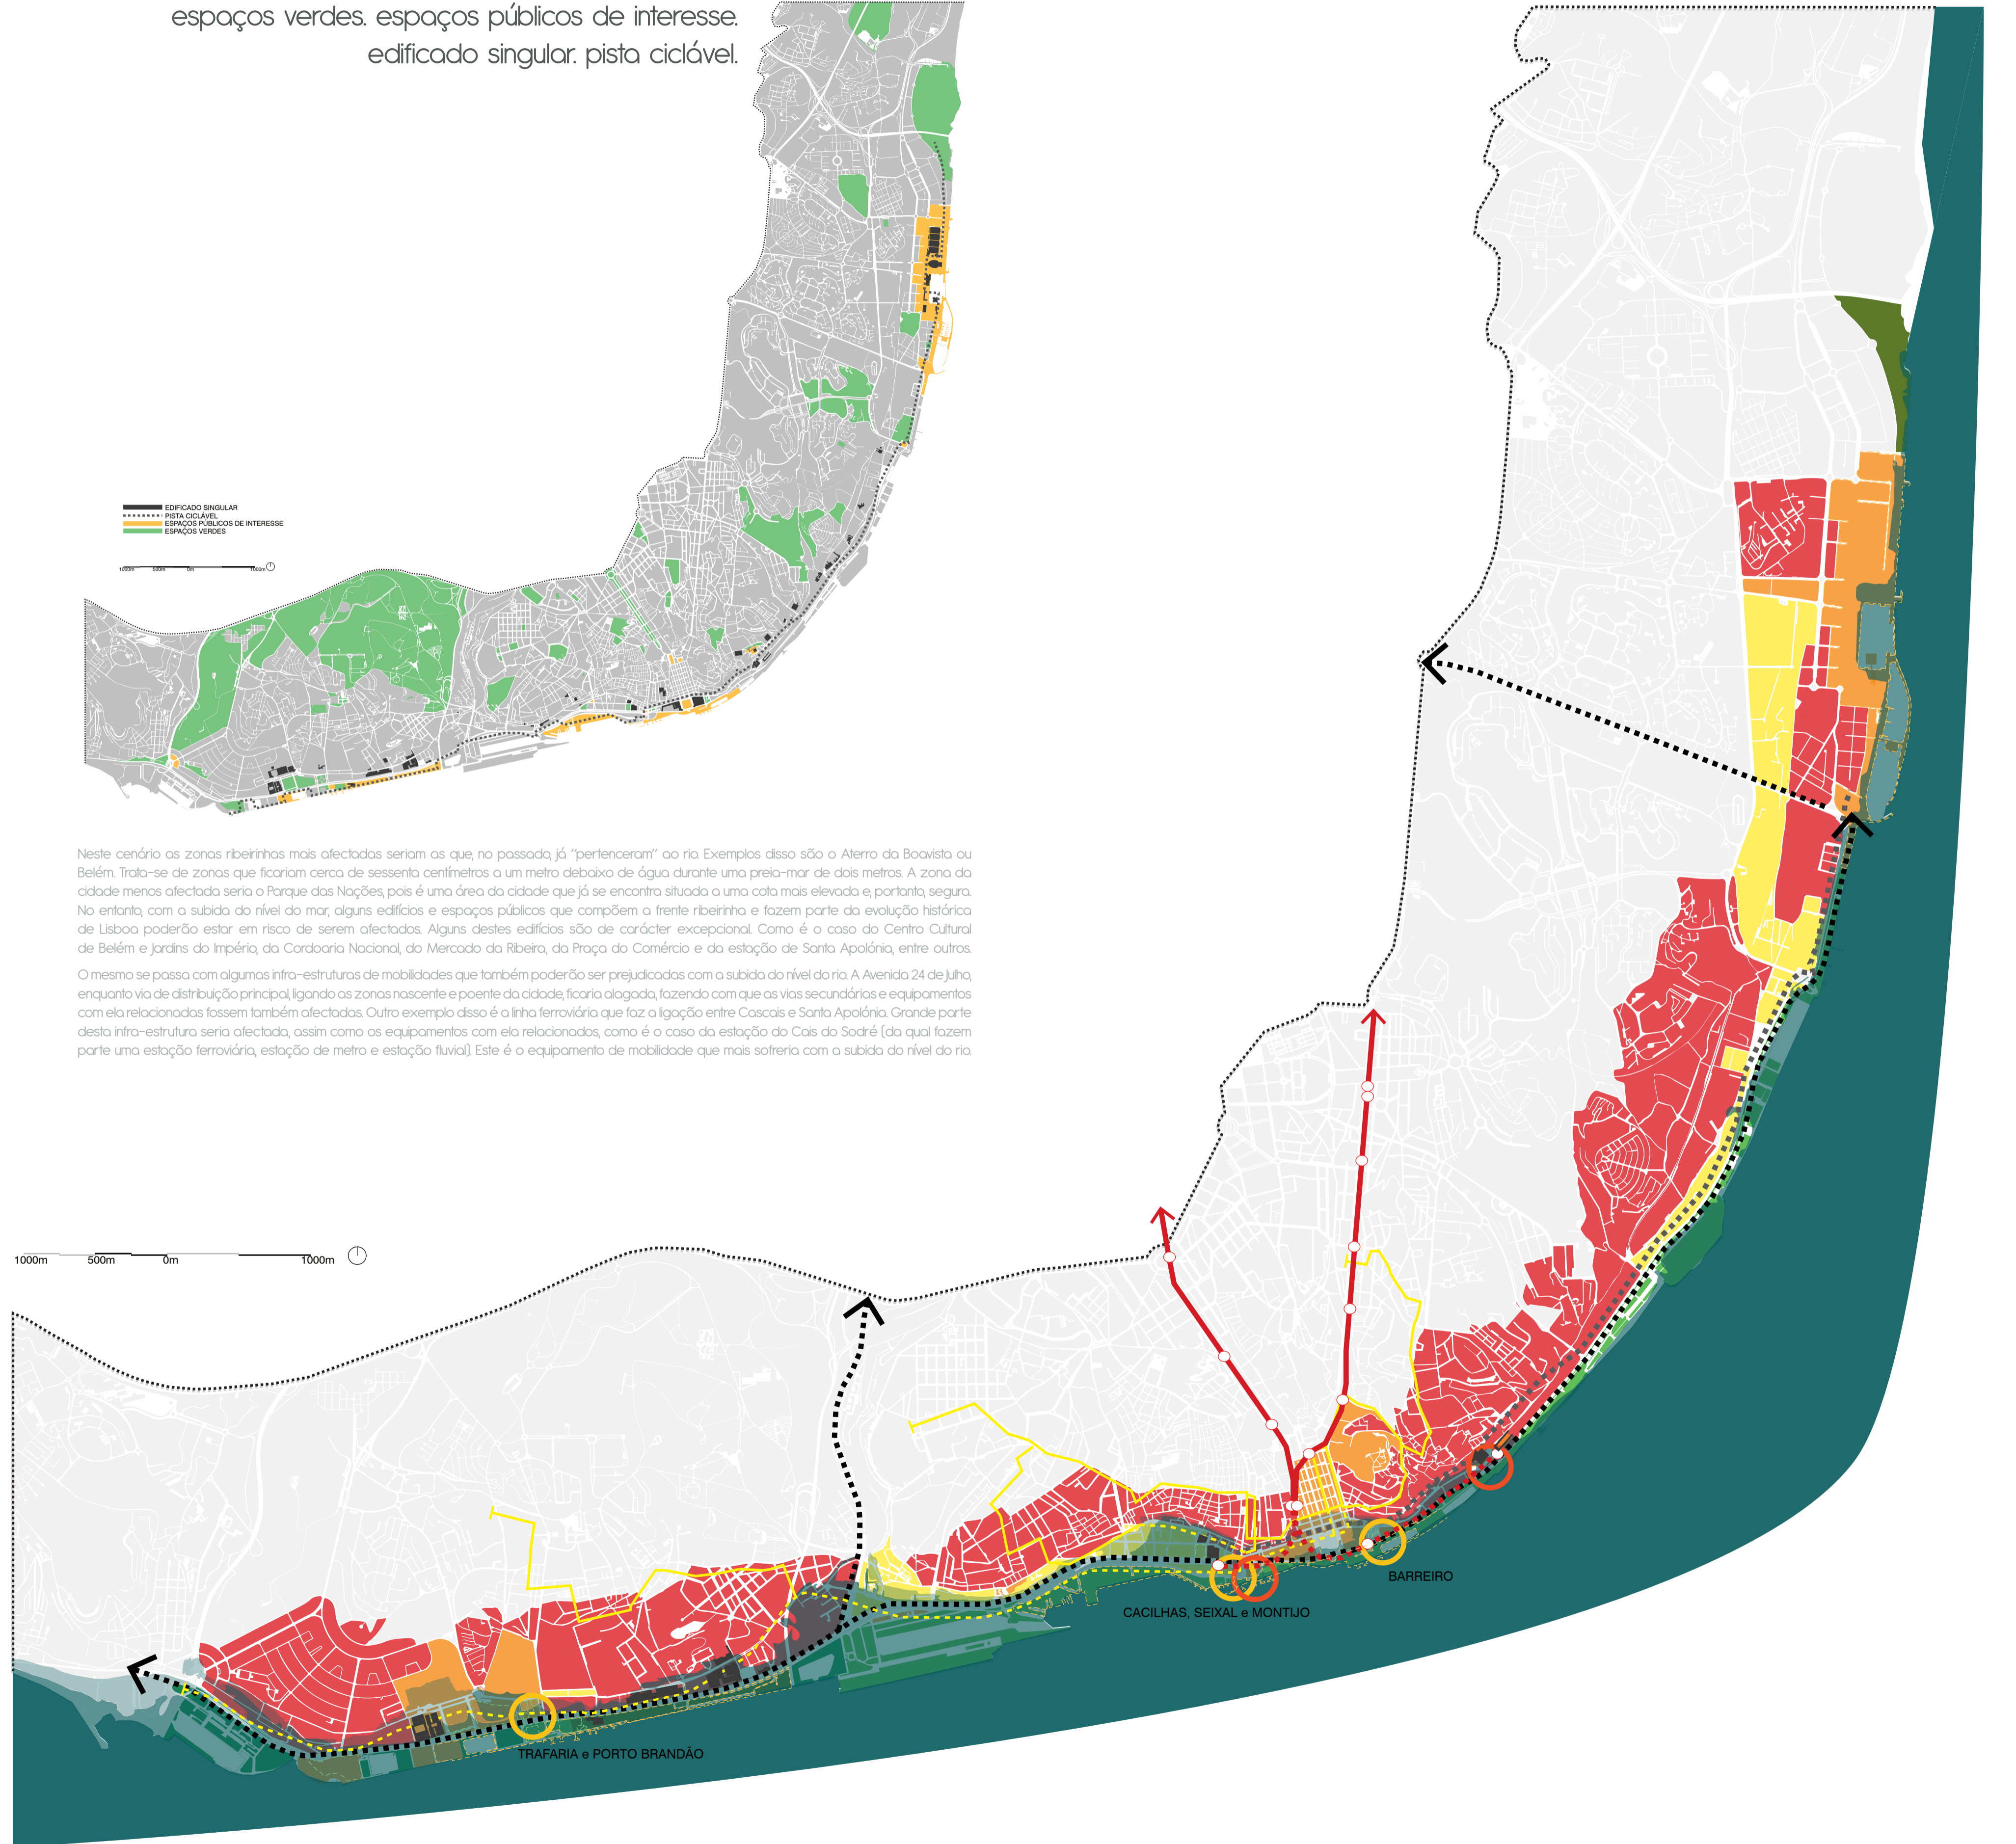 espaços verdes. espaços públicos de interesse.
edificado singular. pista ciclável.
EDIFICADO SINGULAR
PISTA CICLÁVEL
ESPAÇOS PÚBLICOS DE INTERESSE
ESPAÇOS VERDES
1000m 500m 0m 1000m
Neste cenário as zonas ribeirinhas mais afectadas seriam as que, no passado, já “pertenceram” ao rio. Exemplos disso são o Aterro da Boavista ou
Belém. Trata-se de zonas que ficariam cerca de sessenta centímetros a um metro debaixo de água durante uma preia-mar de dois metros. A zona da
cidade menos afectada seria o Parque das Nações, pois é uma área da cidade que já se encontra situada a uma cota mais elevada e, portanto, segura.
No entanto, com a subida do nível do mar, alguns edifícios e espaços públicos que compõem a frente ribeirinha e fazem parte da evolução histórica
de Lisboa poderão estar em risco de serem afectados. Alguns destes edifícios são de carácter excepcional. Como é o caso do Centro Cultural
de Belém e Jardins do Império, da Cordoaria Nacional, do Mercado da Ribeira, da Praça do Comércio e da estação de Santa Apolónia, entre outros.
O mesmo se passa com algumas infra-estruturas de mobilidades que também poderão ser prejudicadas com a subida do nível do rio. A Avenida 24 de Julho,
enquanto via de distribuição principal, ligando as zonas nascente e poente da cidade, ficaria alagada, fazendo com que as vias secundárias e equipamentos
com ela relacionadas fossem também afectadas. Outro exemplo disso é a linha ferroviária que faz a ligação entre Cascais e Santa Apolónia. Grande parte
desta infra-estrutura seria afectada, assim como os equipamentos com ela relacionados, como é o caso da estação do Cais do Sodré (da qual fazem
parte uma estação ferroviária, estação de metro e estação fluvial). Este é o equipamento de mobilidade que mais sofreria com a subida do nível do rio.
1000m 500m 0m 1000m
BARREIRO
CACILHAS, SEIXAL e MONTIJO
TRAFARIA e PORTO BRANDÃO